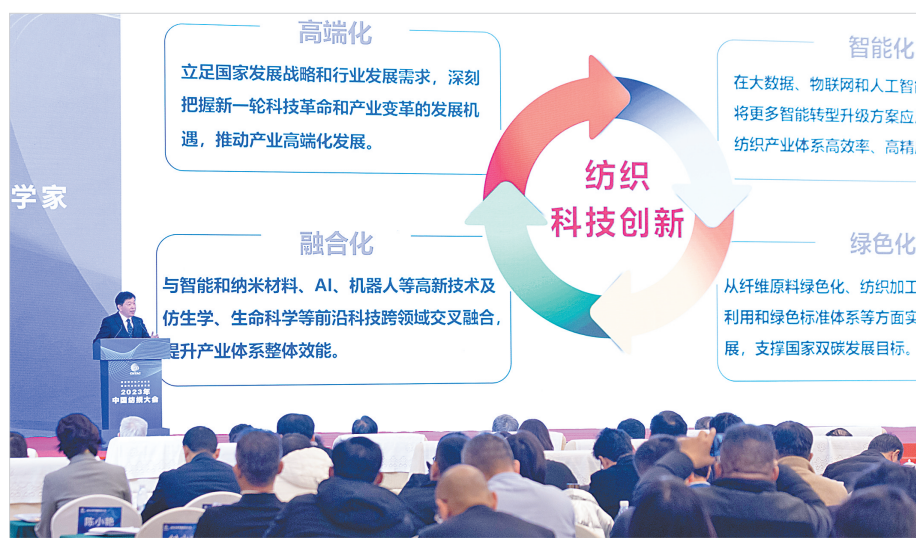 高端化
立足国家发展战略和行业发展需求，深刻
把握新一轮科技革命和产业变革的发展机
遇，推动产业高端化发展。
智能化
在大数据、物联网和人工智
将更多智能转型升级方案应
纺织产业体系高效率、高精
纺织
科技创新
学家
融合化
与智能和纳米材料、AI、机器人等高新技术及
仿生学、生命科学等前沿科技跨领域交叉融合，
提升产业体系整体效能。
绿色化
从纤维原料绿色化、纺织加工
利用和绿色标准体系等方面实
展，支撑国家双碳发展目标。
2023年
中国纺织大会
陈小艳